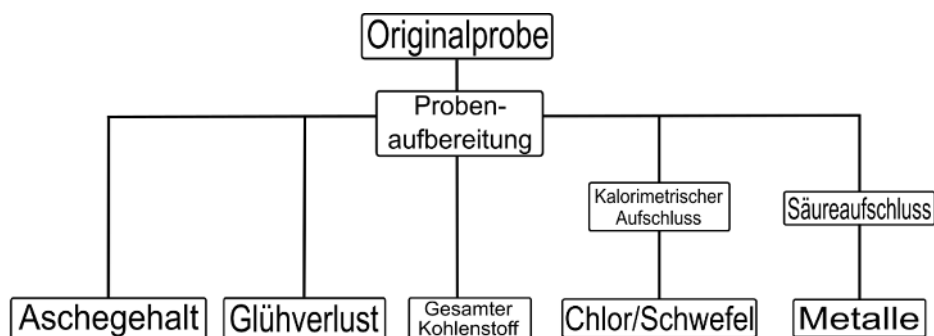 Originalprobe
Proben-
aufbereitung
Kalorimetrischer
Aufschluss
Säureaufschluss
Aschegehalt
Glühverlust
Gesamter
Kohlenstoff
Chlor/Schwefel
Metalle